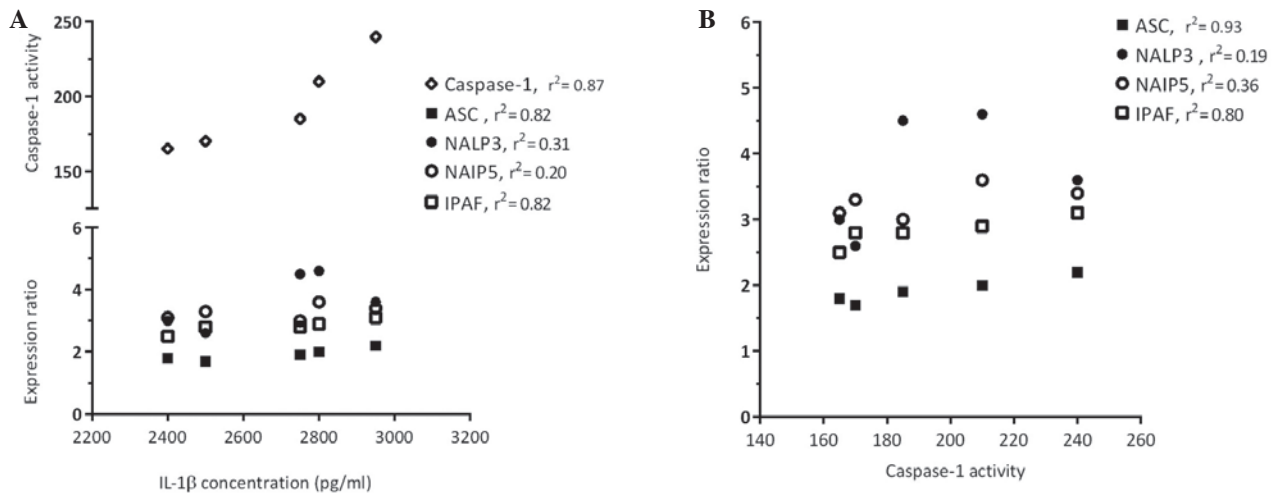 A
Caspase-1 activity
250
200
150
Caspase-1, r²= 0.87
ASC, r²= 0.82
NALP3, r²= 0.31
NAIP5, r²= 0.20
IPAF, r²= 0.82
Expression ratio
6
4
2
0
2200 2400 2600 2800 3000 3200
IL-1β concentration (pg/ml)
B
Expression ratio
6
5
4
3
2
1
0
ASC, r²= 0.93
NALP3 , r²= 0.19
NAIP5, r²= 0.36
IPAF, r²= 0.80
140 160 180 200 220 240 260
Caspase-1 activity